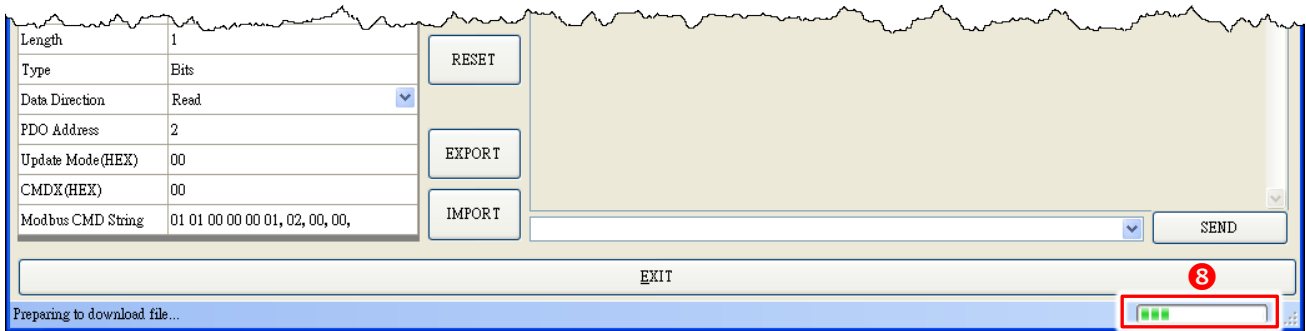 Length 1
RESET
Type Bits
Data Direction Read
PDO Address 2
Update Mode(HEX) 00
EXPORT
CMDX(HEX) 00
IMPORT
Modbus CMD String 01 01 00 00 00 01, 02, 00, 00,
SEND
EXIT
8
Preparing to download file...